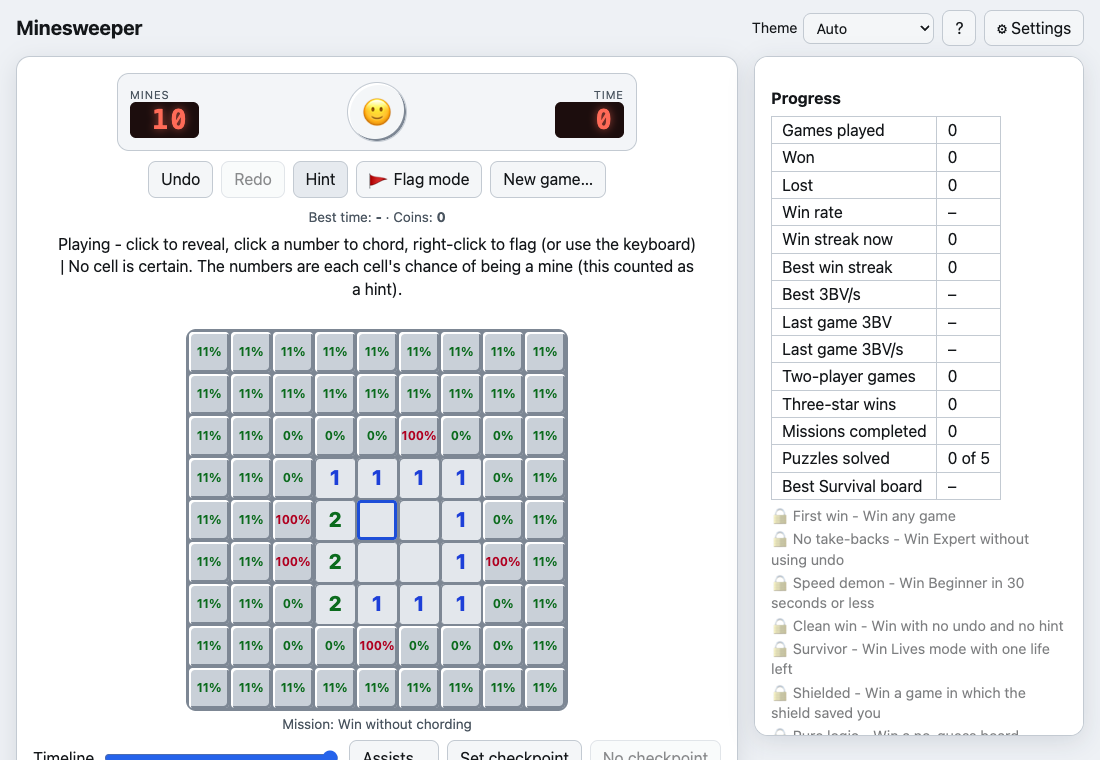 Minesweeper
Theme Auto ? ⚙ Settings
MINES
10
TIME
0
Undo Redo Hint Flag mode New game...
Best time: - · Coins: 0
Playing - click to reveal, click a number to chord, right-click to flag (or use the keyboard)
| No cell is certain. The numbers are each cell's chance of being a mine (this counted as
a hint).
11% 11% 11% 11% 11% 11% 11% 11% 11%
11% 11% 11% 11% 11% 11% 11% 11% 11%
11% 11% 0% 0% 0% 100% 0% 0% 11%
11% 11% 0% 1 1 1 1 0% 11%
11% 11% 100% 2 1 0% 11%
11% 11% 100% 2 1 100% 11%
11% 11% 0% 2 1 1 1 0% 11%
11% 11% 0% 0% 100% 0% 0% 0% 11%
11% 11% 11% 11% 11% 11% 11% 11% 11%
Mission: Win without chording
Timeline Assists... Set checkpoint No checkpoint
Progress
Games played 0
Won 0
Lost 0
Win rate –
Win streak now 0
Best win streak 0
Best 3BV/s –
Last game 3BV –
Last game 3BV/s –
Two-player games 0
Three-star wins 0
Missions completed 0
Puzzles solved 0 of 5
Best Survival board –
First win - Win any game
No take-backs - Win Expert without
using undo
Speed demon - Win Beginner in 30
seconds or less
Clean win - Win with no undo and no hint
Survivor - Win Lives mode with one life
left
Shielded - Win a game in which the
shield saved you
Pure logic - Win a no-guess board